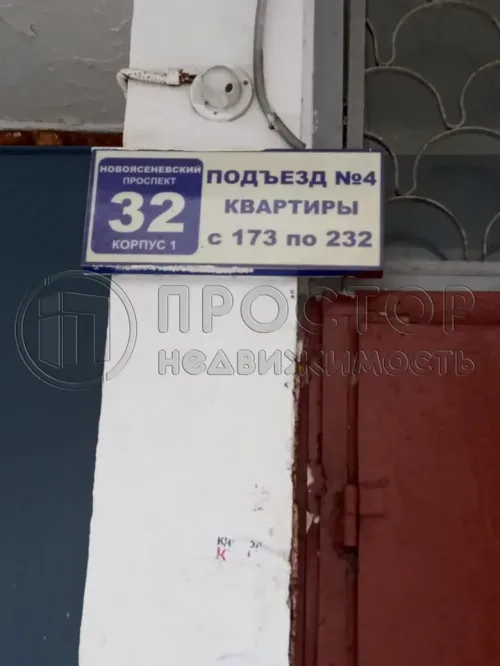 НОВОЯСЕНЕВСКИЙ
ПРОСПЕКТ
32
КОРПУС 1
ПОДЪЕЗД №4
КВАРТИРЫ
с 173 по 232
ПРОСТОР
недвижимость